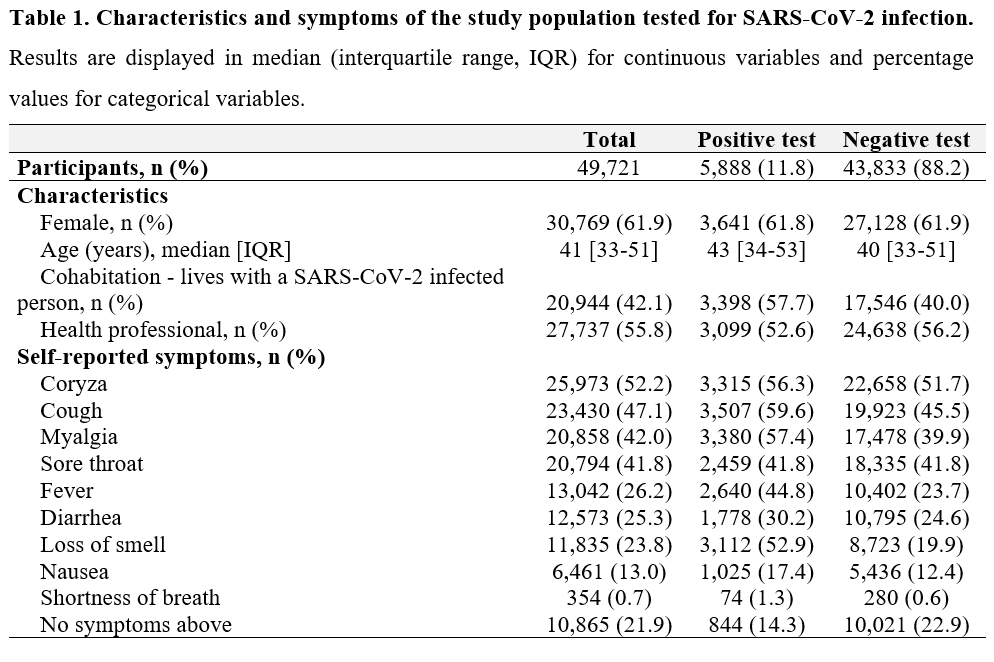 Table 1. Characteristics and symptoms of the study population tested for SARS-CoV-2 infection.
Results are displayed in median (interquartile range, IQR) for continuous variables and percentage
values for categorical variables.
Total Positive test Negative test
Participants, n (%) 49,721 5,888 (11.8) 43,833 (88.2)
Characteristics
Female, n (%) 30,769 (61.9) 3,641 (61.8) 27,128 (61.9)
Age (years), median [IQR] 41 [33-51] 43 [34-53] 40 [33-51]
Cohabitation - lives with a SARS-CoV-2 infected
person, n (%) 20,944 (42.1) 3,398 (57.7) 17,546 (40.0)
Health professional, n (%) 27,737 (55.8) 3,099 (52.6) 24,638 (56.2)
Self-reported symptoms, n (%)
Coryza 25,973 (52.2) 3,315 (56.3) 22,658 (51.7)
Cough 23,430 (47.1) 3,507 (59.6) 19,923 (45.5)
Myalgia 20,858 (42.0) 3,380 (57.4) 17,478 (39.9)
Sore throat 20,794 (41.8) 2,459 (41.8) 18,335 (41.8)
Fever 13,042 (26.2) 2,640 (44.8) 10,402 (23.7)
Diarrhea 12,573 (25.3) 1,778 (30.2) 10,795 (24.6)
Loss of smell 11,835 (23.8) 3,112 (52.9) 8,723 (19.9)
Nausea 6,461 (13.0) 1,025 (17.4) 5,436 (12.4)
Shortness of breath 354 (0.7) 74 (1.3) 280 (0.6)
No symptoms above 10,865 (21.9) 844 (14.3) 10,021 (22.9)